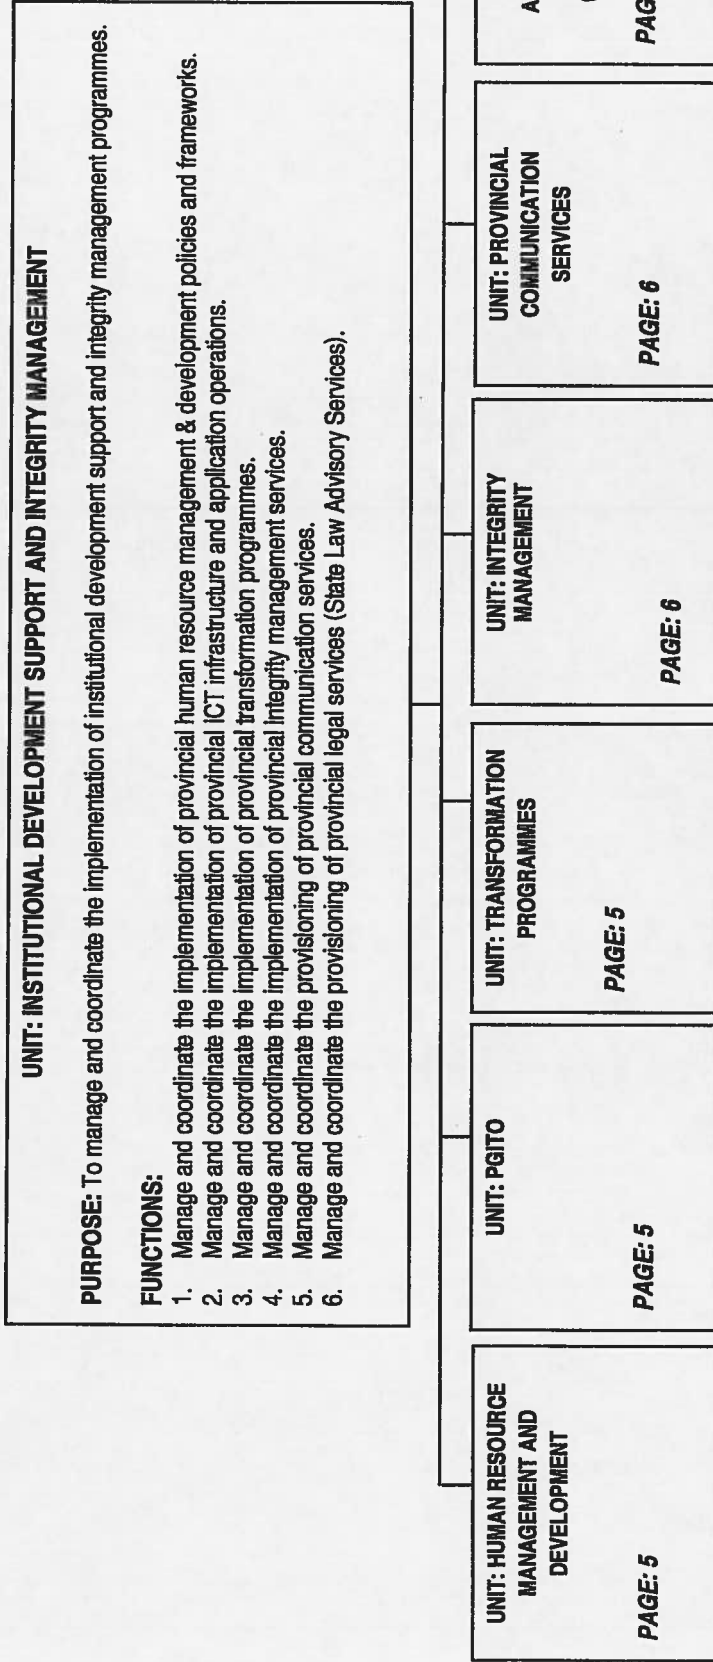 UNIT: INSTITUTIONAL DEVELOPMENT SUPPORT AND INTEGRITY MANAGEMENT
PURPOSE: To manage and coordinate the implementation of institutional development support and integrity management programmes.
FUNCTIONS:
1. Manage and coordinate the implementation of provincial human resource management & development policies and frameworks.
2. Manage and coordinate the implementation of provincial ICT infrastructure and application operations.
3. Manage and coordinate the implementation of provincial transformation programmes.
4. Manage and coordinate the implementation of provincial Integrity management services.
5. Manage and coordinate the provisioning of provincial communication services.
6. Manage and coordinate the provisioning of provincial legal services (State Law Advisory Services).
UNIT: HUMAN RESOURCE
MANAGEMENT AND
DEVELOPMENT
PAGE: 5
UNIT: PGITO
PAGE: 5
UNIT: TRANSFORMATION
PROGRAMMES
PAGE: 5
UNIT: INTEGRITY
MANAGEMENT
PAGE: 6
UNIT: PROVINCIAL
COMMUNICATION
SERVICES
PAGE: 6